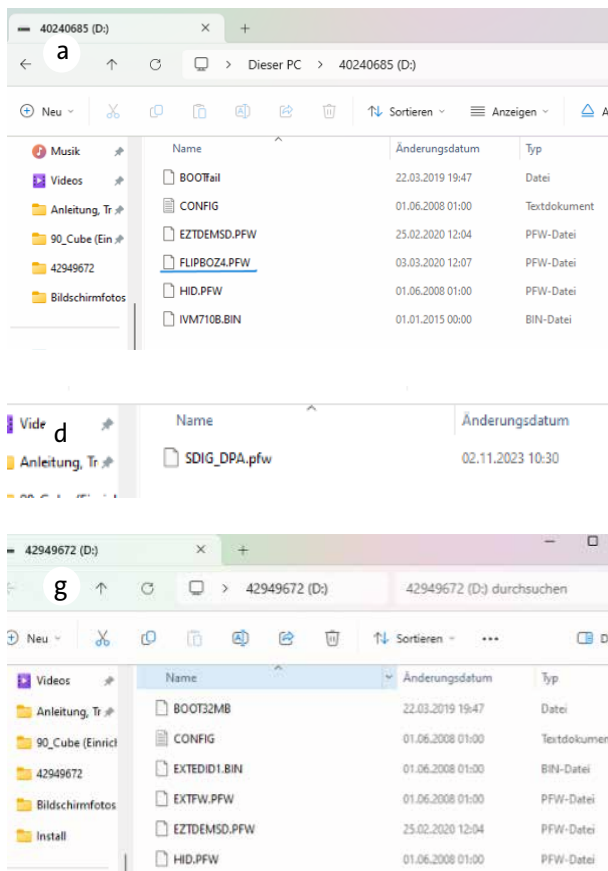 40240685 (D:)
a
Dieser PC > 40240685 (D:)
Neu Sortieren Anzeigen A
Name Änderungsdatum Typ
Musik
Videos
Anleitung, Tr
90_Cube (Ein
42949672
Bildschirmfotos
BOOTfail 22.03.2019 19:47 Datei
CONFIG 01.06.2008 01:00 Textdokument
EZTDEMSD.PFW 25.02.2020 12:04 PFW-Datei
FLIPBOZ4.PFW 03.03.2020 12:07 PFW-Datei
HID.PFW 01.06.2008 01:00 PFW-Datei
IVM710B.BIN 01.01.2015 00:00 BIN-Datei
Vide
d
Anleitung, Tr
Name Änderungsdatum
SDIG_DPA.pfw 02.11.2023 10:30
42949672 (D:)
g
42949672 (D:) 42949672 (D:) durchsuchen
Neu Sortieren ... D
Name Änderungsdatum Typ
Videos
Anleitung, Tr
90_Cube (Einricl
42949672
Bildschirmfotos
Install
BOOT32MB 22.03.2019 19:47 Datei
CONFIG 01.06.2008 01:00 Textdokumen
EXTEDID1.BIN 01.06.2008 01:00 BIN-Datei
EXTFW.PFW 01.06.2008 01:00 PFW-Datei
EZTDEMSD.PFW 25.02.2020 12:04 PFW-Datei
HID.PFW 01.06.2008 01:00 PFW-Datei